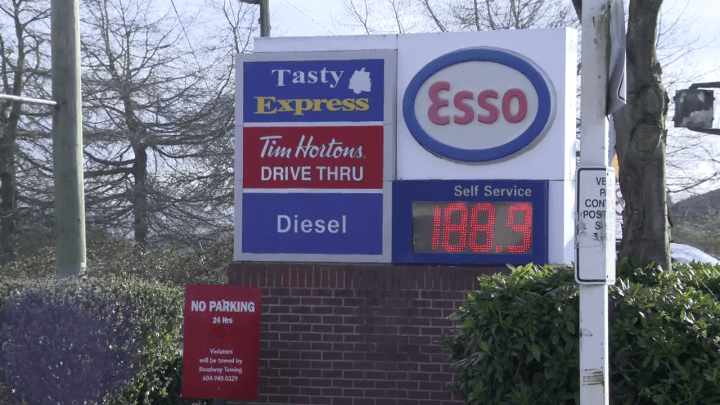 Tasty
Express
Tim Hortons
DRIVE THRU
Diesel
Esso
Self Service
188.9
NO PARKING
24 Hrs
Violators
will be towed by
Roadway Towing
604-940-0329